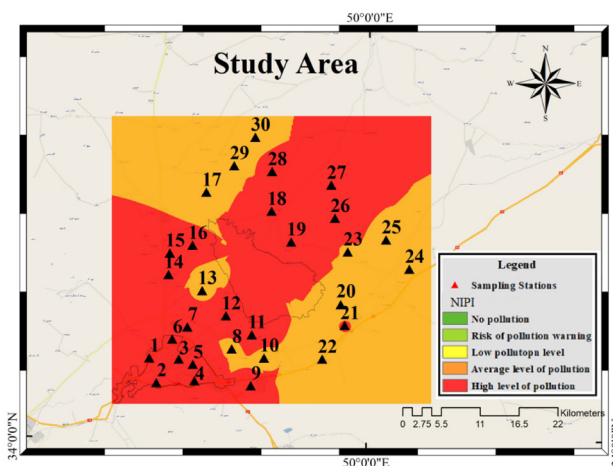 50°0'0"E
Study Area
N
W E
S
30
29
28
27
17
18
26
19
25
16
23
15
24
14
13
20
12
21
7
11
6
8
10
22
1
3
5
2
4
9
Legend
Sampling Stations
NIPI
No pollution
Risk of pollution warning
Low pollutopn level
Average level of pollution
High level of pollution
Kilometers
0 2.75 5.5 11 16.5 22
34°0'0"N
50°0'0"E